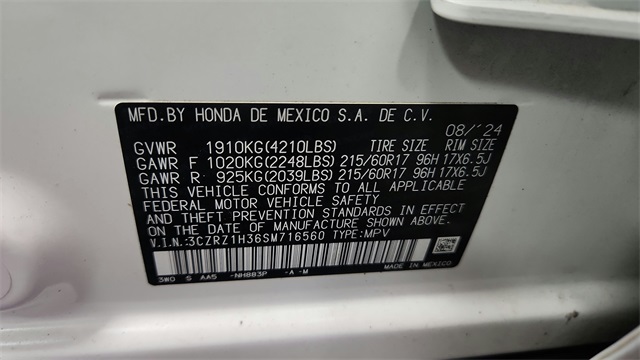 MFD.BY HONDA DE MEXICO S.A. DE C.V.
08/'24
GVWR 1910KG(4210LBS) TIRE SIZE RIM SIZE
GAWR F 1020KG(2248LBS) 215/60R17 96H 17X6.5J
GAWR R 925KG(2039LBS) 215/60R17 96H 17X6.5J
THIS VEHICLE CONFORMS TO ALL APPLICABLE
FEDERAL MOTOR VEHICLE SAFETY
AND THEFT PREVENTION STANDARDS IN EFFECT
ON THE DATE OF MANUFACTURE SHOWN ABOVE.
V.I.N.:3CZRZ1H36SM716560 TYPE:MPV
3W0 S AA5 -NH883P -A -M MADE IN MEXICO